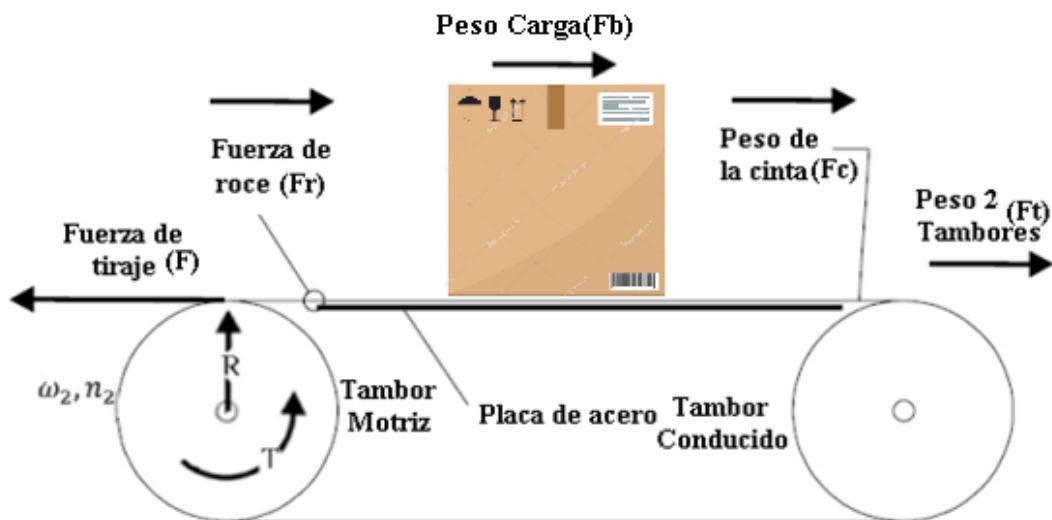 Peso Carga(Fb)
Fuerza de
roce (Fr)
Peso de
la cinta(Fc)
Peso 2 (Ft)
Tambores
Fuerza de
tiraje (F)
R
ω₂, n₂
T
Tambor
Motriz
Placa de acero
Tambor
Conducido